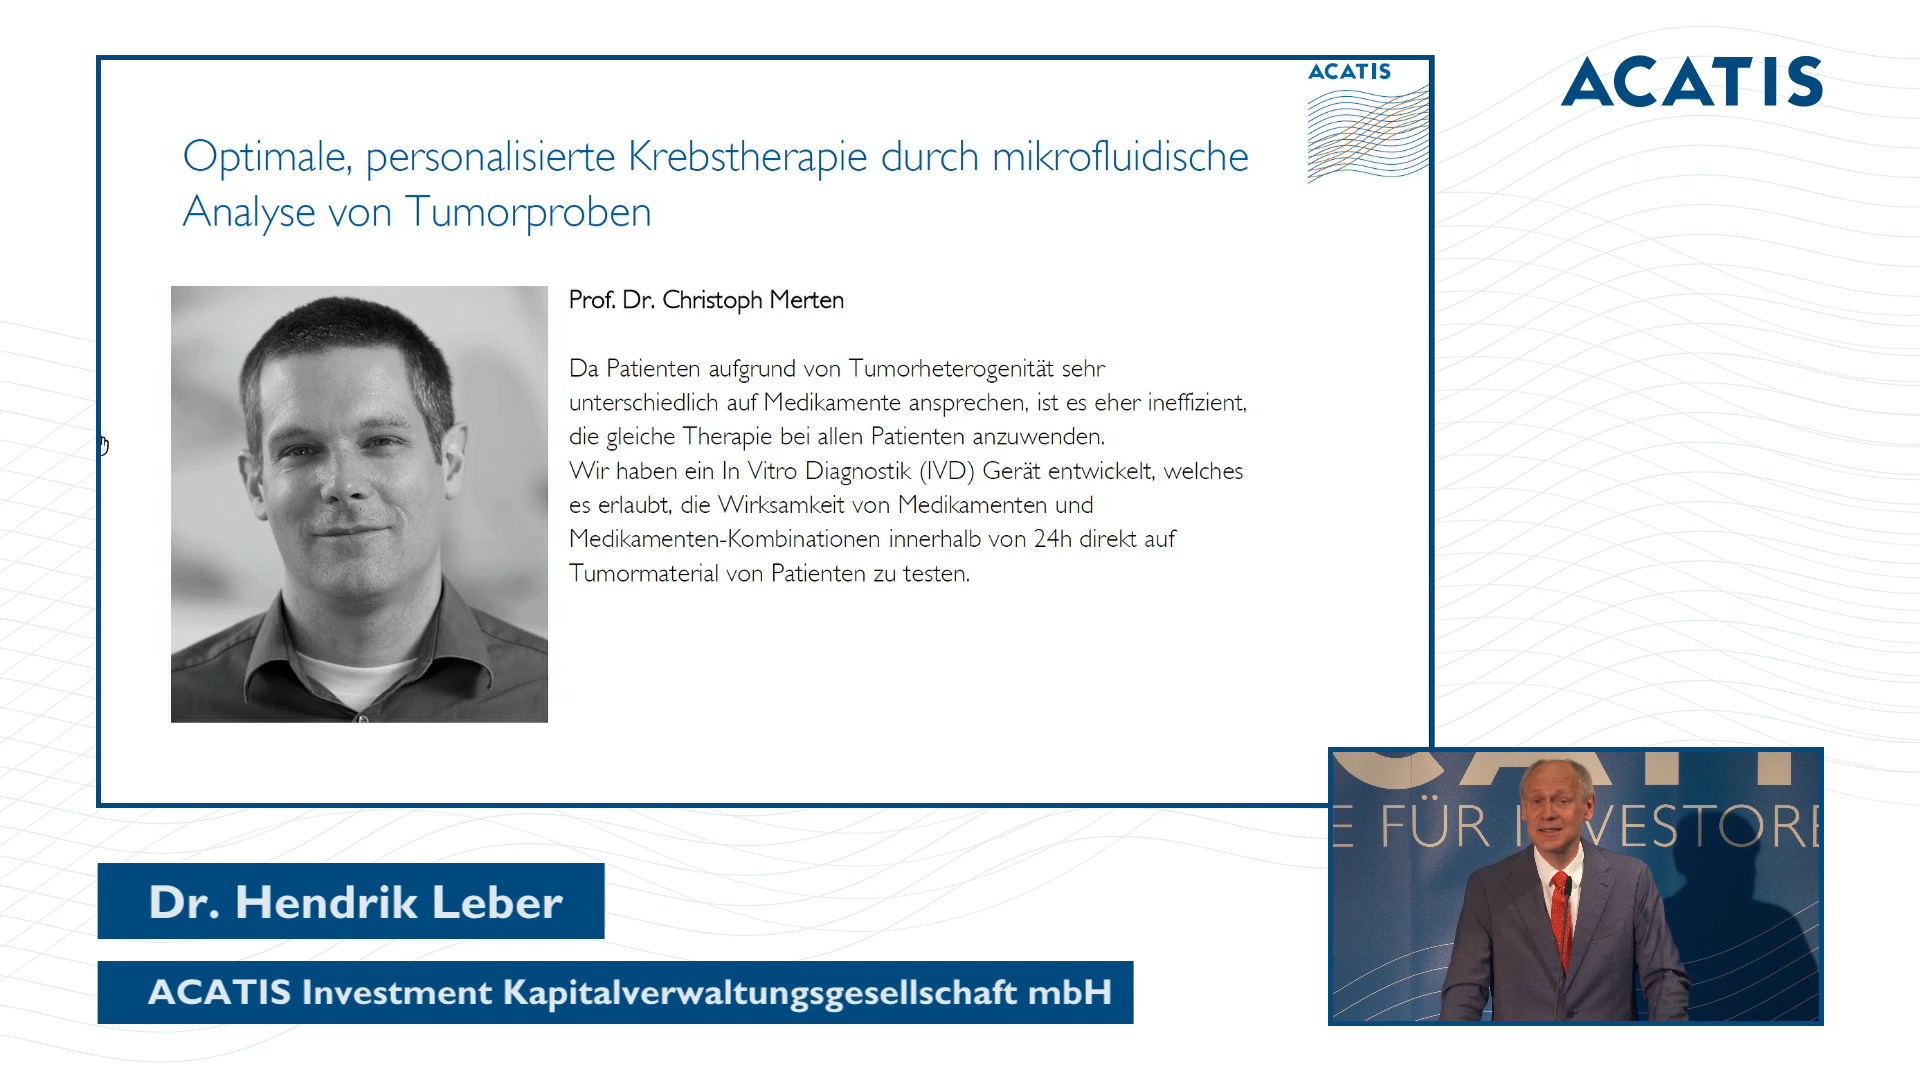 ACATIS
ACATIS
Optimale, personalisierte Krebstherapie durch mikrofluidische
Analyse von Tumorproben
Prof. Dr. Christoph Merten
Da Patienten aufgrund von Tumorheterogenität sehr
unterschiedlich auf Medikamente ansprechen, ist es eher ineffizient,
die gleiche Therapie bei allen Patienten anzuwenden.
Wir haben ein In Vitro Diagnostik (IVD) Gerät entwickelt, welches
es erlaubt, die Wirksamkeit von Medikamenten und
Medikamenten-Kombinationen innerhalb von 24h direkt auf
Tumormaterial von Patienten zu testen.
CATI
E FÜR I VESTORE
Dr. Hendrik Leber
ACATIS Investment Kapitalverwaltungsgesellschaft mbH